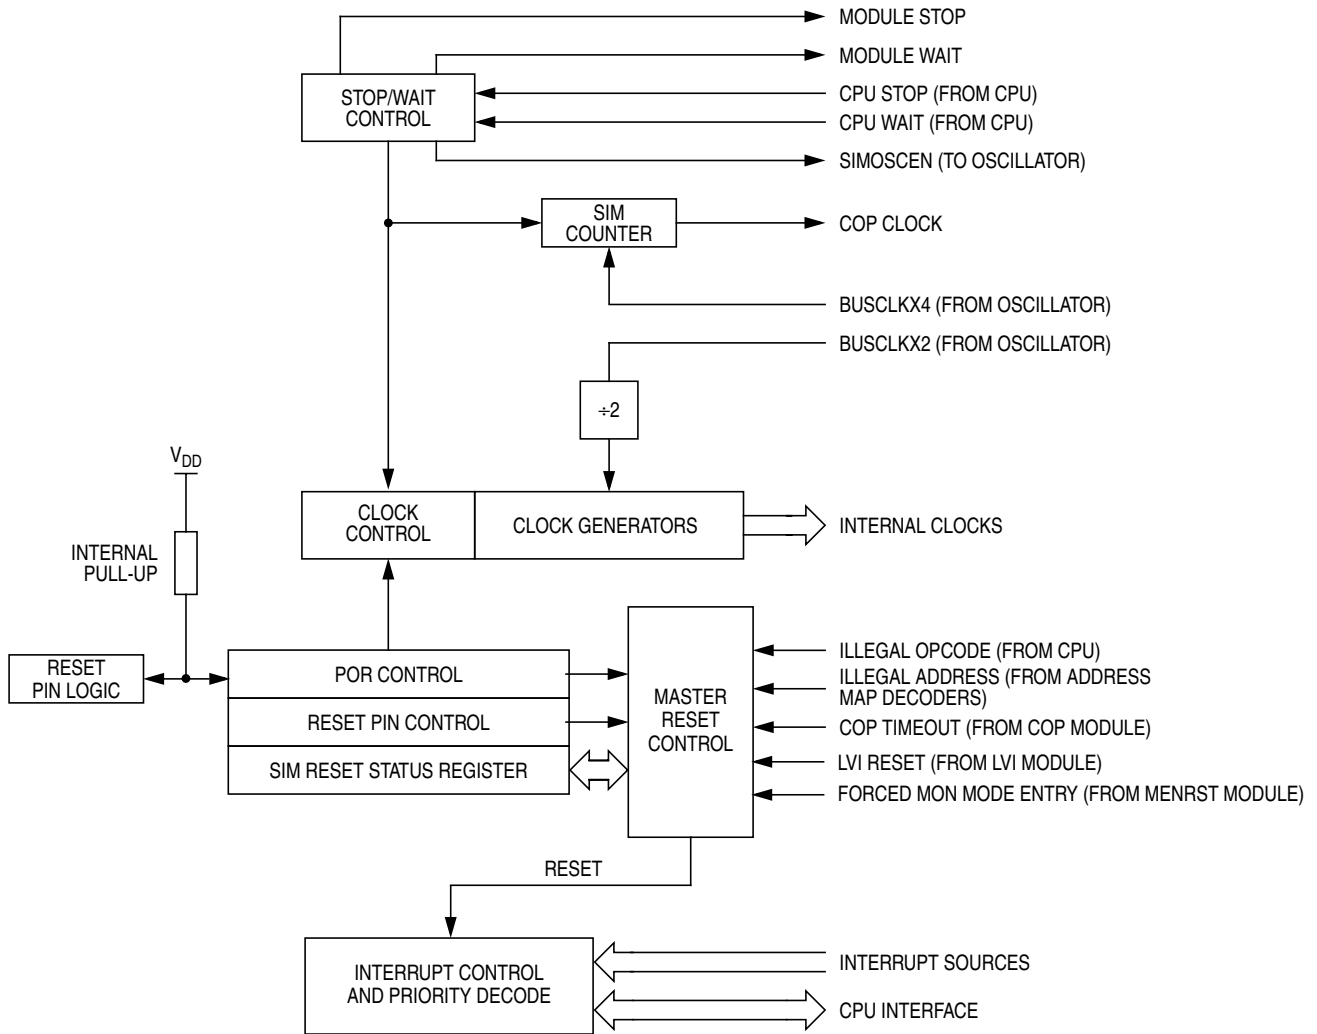 MODULE STOP
MODULE WAIT
STOP/WAIT
CONTROL
CPU STOP (FROM CPU)
CPU WAIT (FROM CPU)
SIMOSCEN (TO OSCILLATOR)
SIM
COUNTER
COP CLOCK
BUSCLKX4 (FROM OSCILLATOR)
BUSCLKX2 (FROM OSCILLATOR)
÷2
VDD
CLOCK
CONTROL
CLOCK GENERATORS
INTERNAL CLOCKS
INTERNAL
PULL-UP
RESET
PIN LOGIC
POR CONTROL
RESET PIN CONTROL
SIM RESET STATUS REGISTER
MASTER
RESET
CONTROL
ILLEGAL OPCODE (FROM CPU)
ILLEGAL ADDRESS (FROM ADDRESS
MAP DECODERS)
COP TIMEOUT (FROM COP MODULE)
LVI RESET (FROM LVI MODULE)
FORCED MON MODE ENTRY (FROM MENRST MODULE)
RESET
INTERRUPT CONTROL
AND PRIORITY DECODE
INTERRUPT SOURCES
CPU INTERFACE